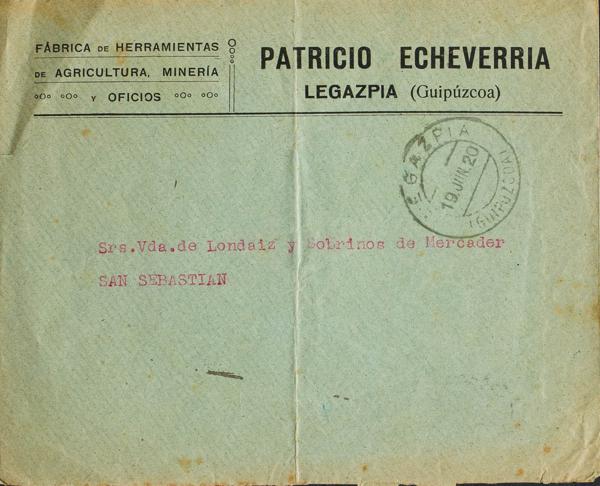 FÁBRICA DE HERRAMIENTAS
DE AGRICULTURA, MINERÍA
Y OFICIOS
PATRICIO ECHEVERRIA
LEGAZPIA (Guipúzcoa)
LEGAZPIA
19.JUN.20
(GUIPUZCOA)
Srs.Vda.de Londaiz y Sobrinos de Mercader
SAN SEBASTIAN